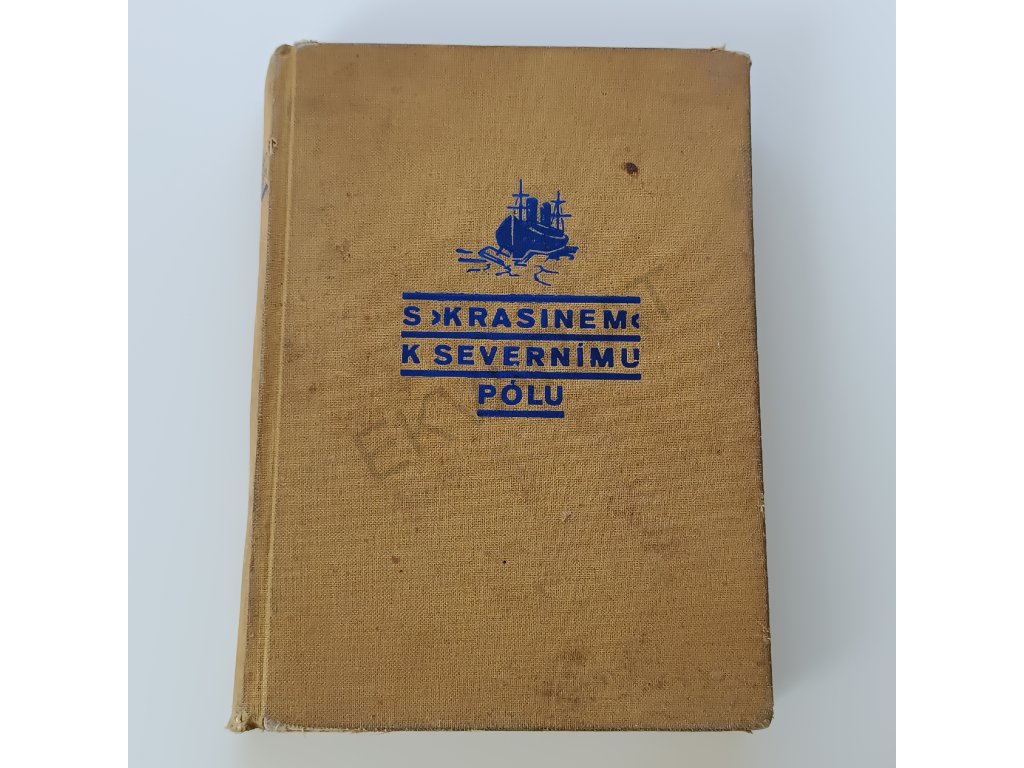 S ›KRASINEM‹
K SEVERNÍMU
PÓLU